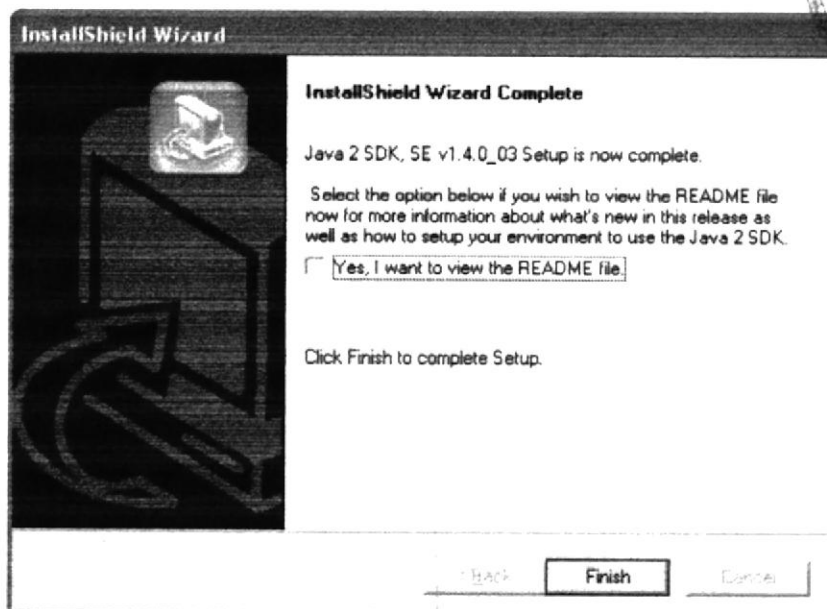 InstallShield Wizard
InstallShield Wizard Complete
Java 2 SDK, SE v1.4.0_03 Setup is now complete.
Select the option below if you wish to view the README file
now for more information about what's new in this release as
well as how to setup your environment to use the Java 2 SDK.
Yes, I want to view the README file.
Click Finish to complete Setup.
< Back Finish Cancel